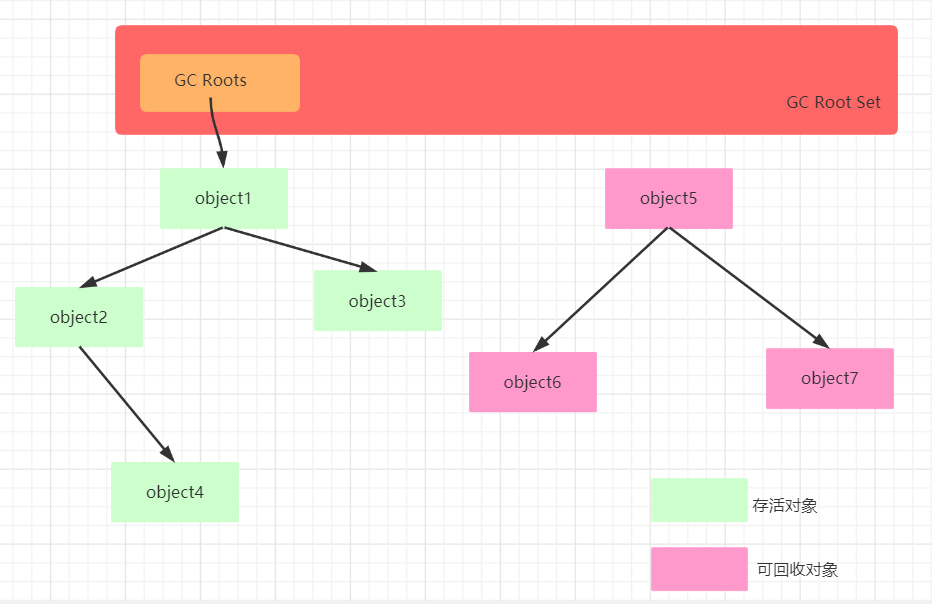 GC Roots
GC Root Set
object1
object5
object3
object2
object6
object7
object4
存活对象
可回收对象